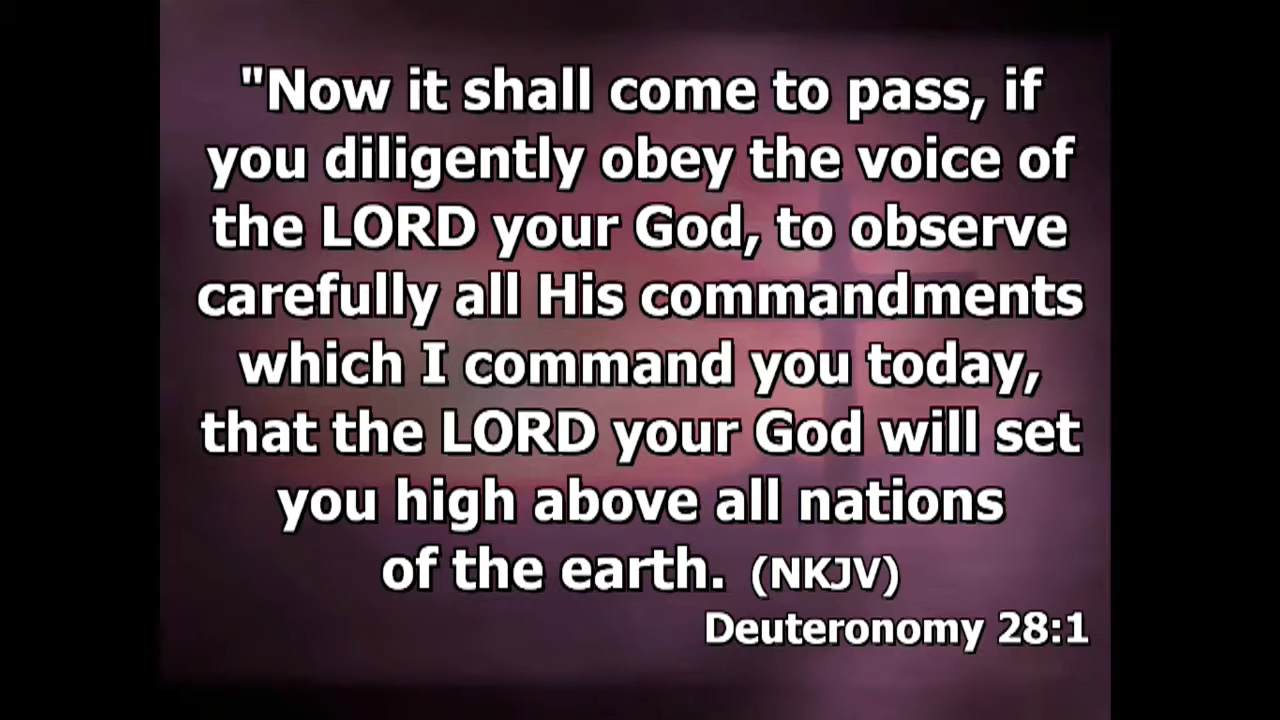 "Now it shall come to pass, if
you diligently obey the voice of
the LORD your God, to observe
carefully all His commandments
which I command you today,
that the LORD your God will set
you high above all nations
of the earth. (NKJV)
Deuteronomy 28:1